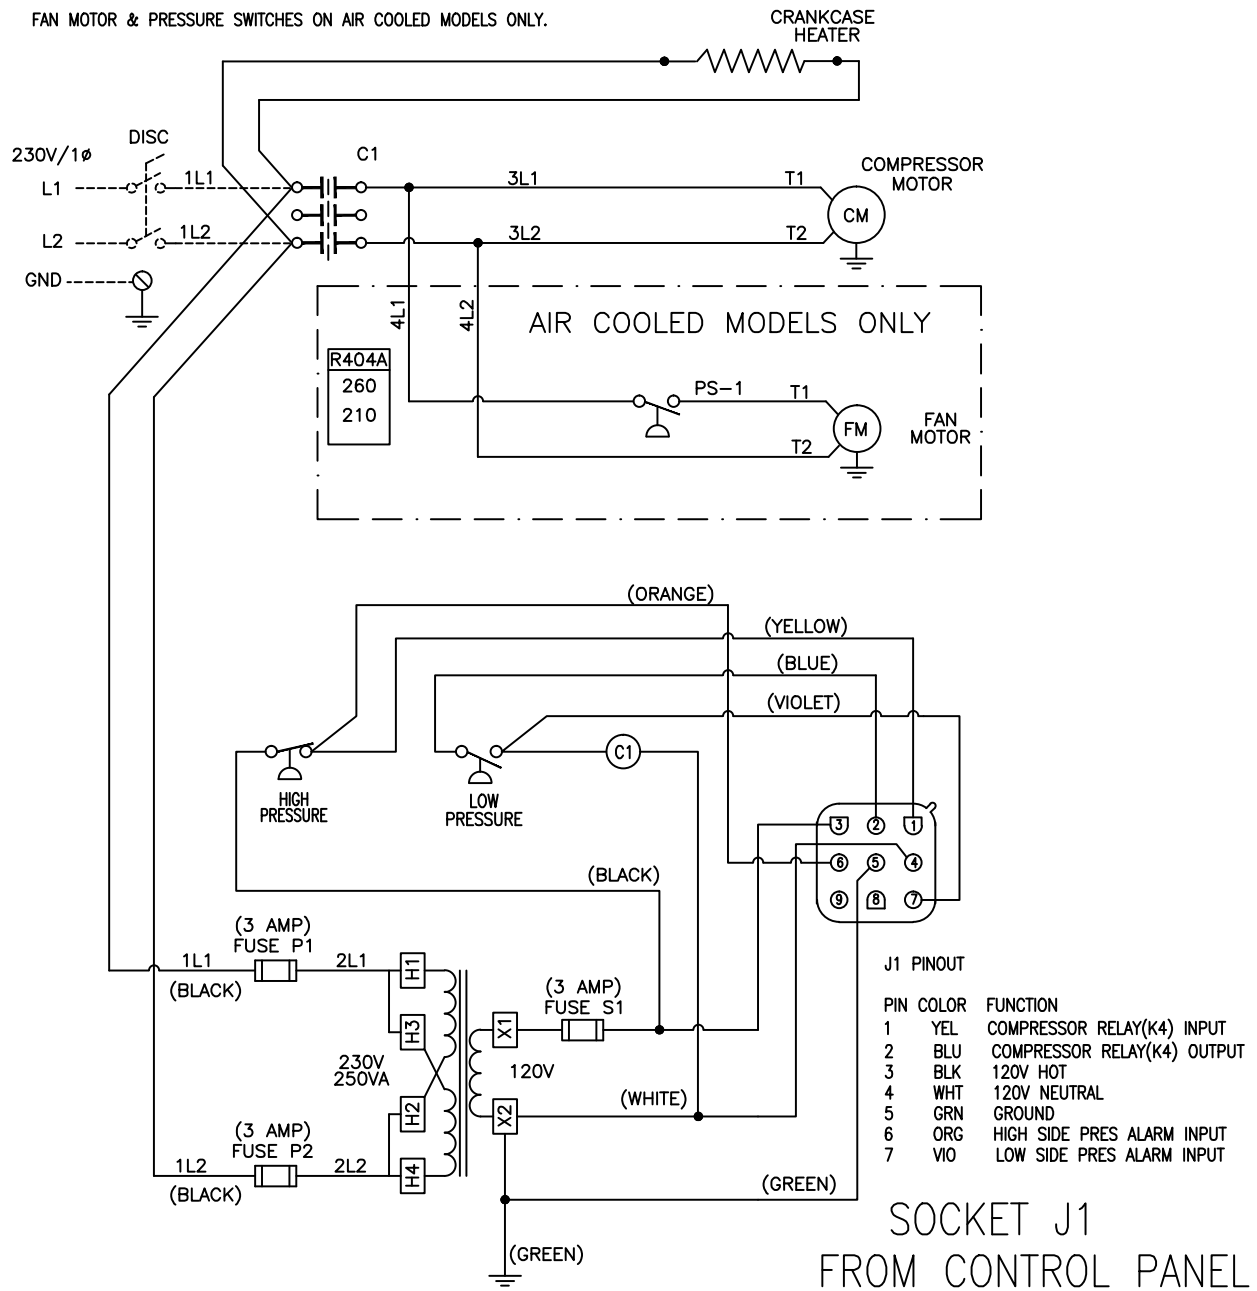 FAN MOTOR & PRESSURE SWITCHES ON AIR COOLED MODELS ONLY.
CRANKCASE
HEATER
DISC
230V/1ø
C1
L1
1L1
3L1
T1
COMPRESSOR
MOTOR
CM
L2
1L2
3L2
T2
GND
4L1
4L2
AIR COOLED MODELS ONLY
R404A
260
210
PS-1
T1
FM
FAN
MOTOR
T2
(ORANGE)
(YELLOW)
(BLUE)
(VIOLET)
C1
HIGH
PRESSURE
LOW
PRESSURE
3 2 1
6 5 4
9 8 7
(BLACK)
(3 AMP)
FUSE P1
1L1
2L1
H1
(BLACK)
(3 AMP)
FUSE S1
H3
X1
230V
250VA
120V
(WHITE)
H2
X2
(3 AMP)
FUSE P2
1L2
2L2
H4
(BLACK)
(GREEN)
(GREEN)
J1 PINOUT
PIN COLOR FUNCTION
1 YEL COMPRESSOR RELAY(K4) INPUT
2 BLU COMPRESSOR RELAY(K4) OUTPUT
3 BLK 120V HOT
4 WHT 120V NEUTRAL
5 GRN GROUND
6 ORG HIGH SIDE PRES ALARM INPUT
7 VIO LOW SIDE PRES ALARM INPUT
SOCKET J1
FROM CONTROL PANEL